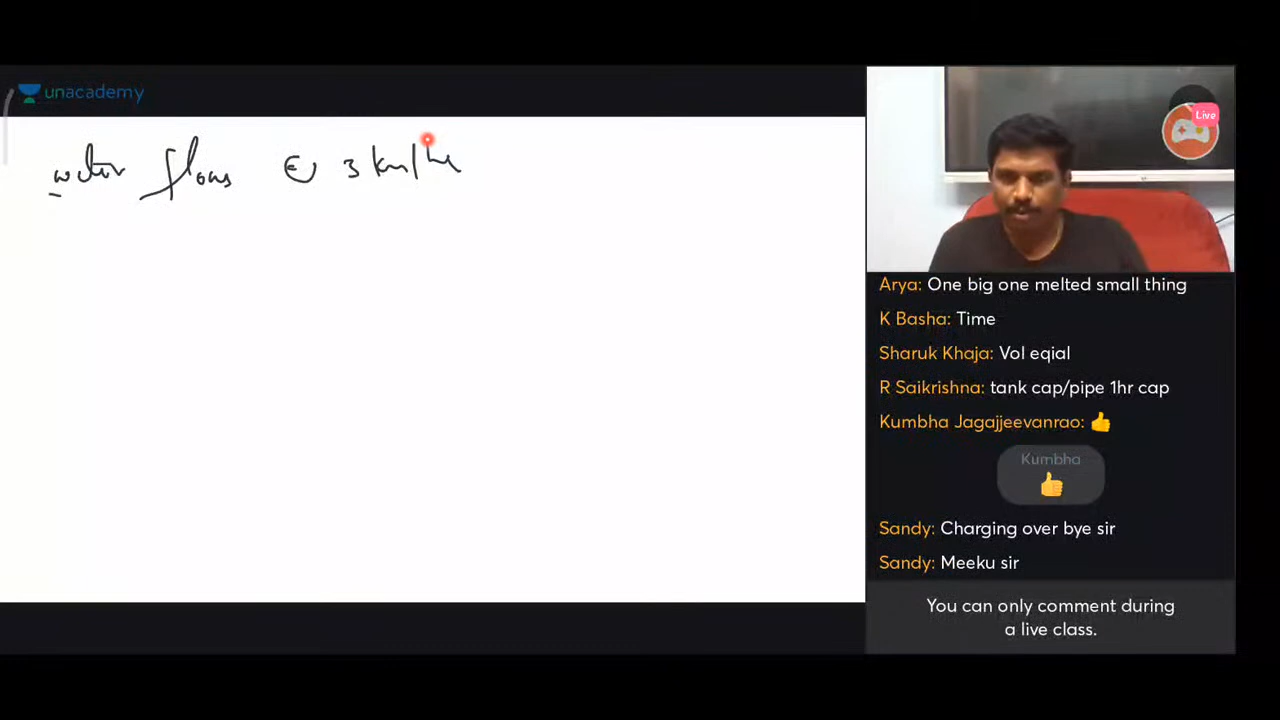 unacademy
water flows @ 3 km/hr
Live
Arya: One big one melted small thing
K Basha: Time
Sharuk Khaja: Vol eqial
R Saikrishna: tank cap/pipe 1hr cap
Kumbha Jagajjeevanrao: 👍
Kumbha
👍
Sandy: Charging over bye sir
Sandy: Meeku sir
You can only comment during
a live class.